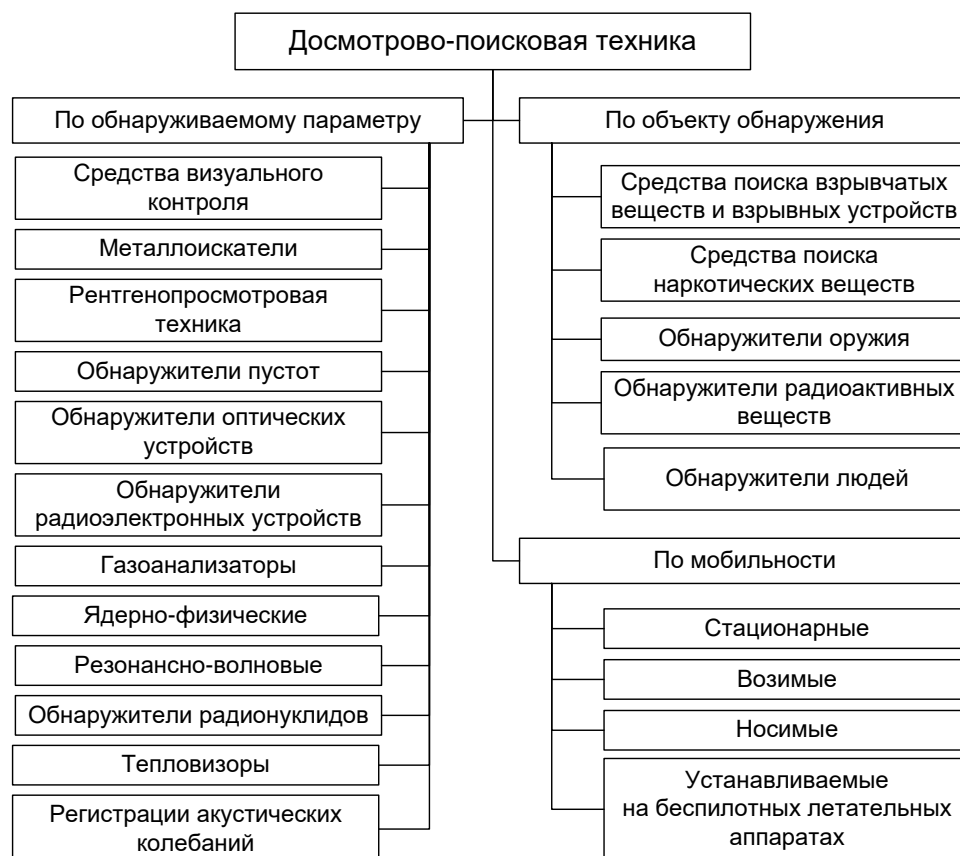 Досмотрово-поисковая техника
По обнаруживаемому параметру
Средства визуального
контроля
Металлоискатели
Рентгенопросмотровая
техника
Обнаружители пустот
Обнаружители оптических
устройств
Обнаружители
радиоэлектронных устройств
Газоанализаторы
Ядерно-физические
Резонансно-волновые
Обнаружители радионуклидов
Тепловизоры
Регистрации акустических
колебаний
По объекту обнаружения
Средства поиска взрывчатых
веществ и взрывных устройств
Средства поиска
наркотических веществ
Обнаружители оружия
Обнаружители радиоактивных
веществ
Обнаружители людей
По мобильности
Стационарные
Возимые
Носимые
Устанавливаемые
на беспилотных летательных
аппаратах